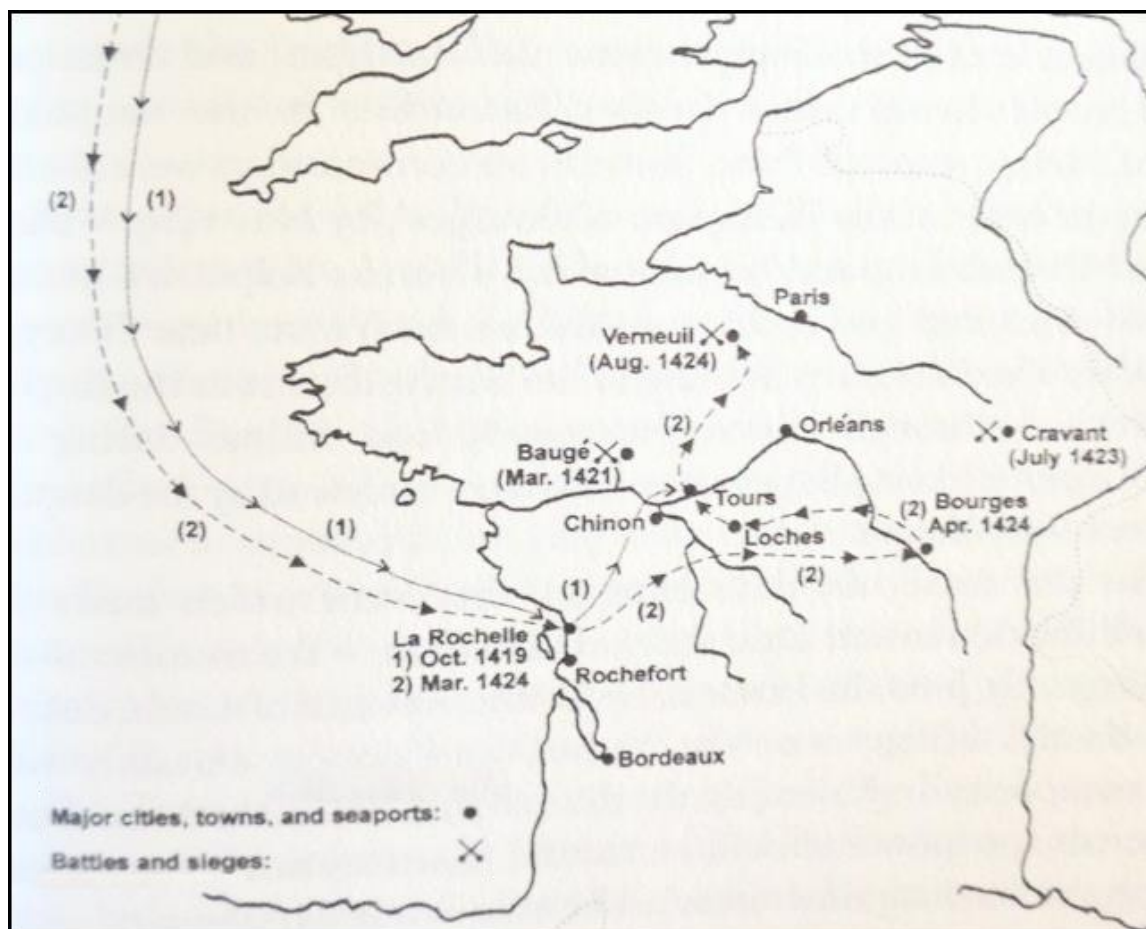 (2)
(1)
Paris
Verneuil
(Aug. 1424)
(2)
Orléans
Baugé
(Mar. 1421)
Cravant
(July 1423)
Tours
Chinon
Loches
(2)
Bourges
Apr. 1424
(2)
(1)
(1)
(2)
(2)
La Rochelle
1) Oct. 1419
2) Mar. 1424
Rochefort
Bordeaux
Major cities, towns, and seaports:
Battles and sieges: